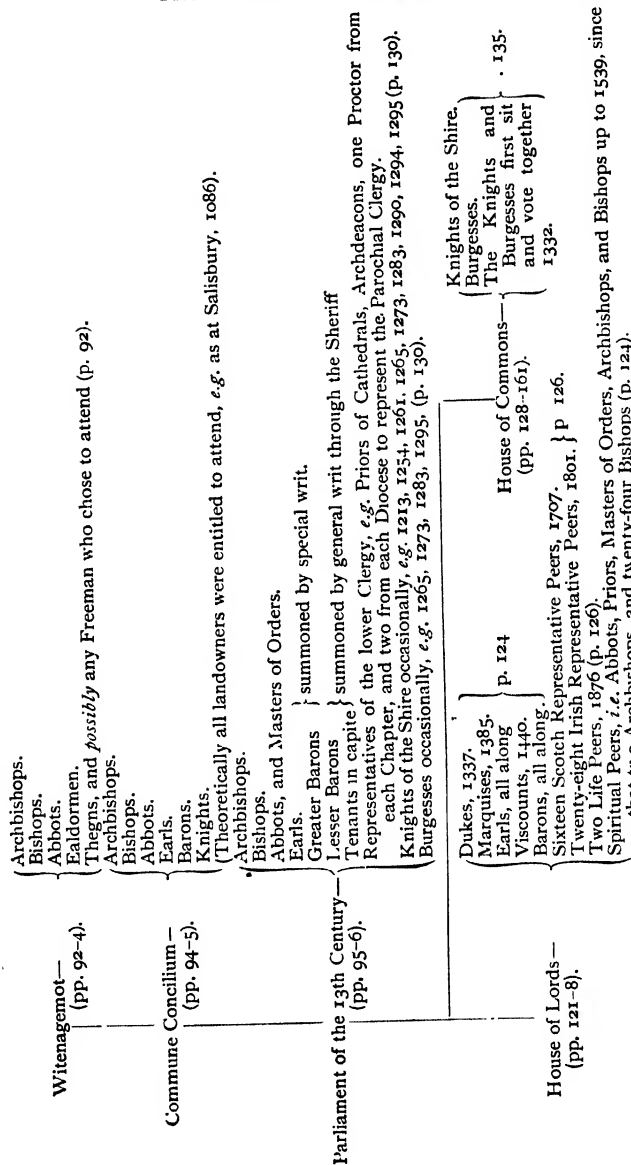 Witenagemot—
(pp. 92–4).
Archbishops.
Bishops.
Abbots.
Ealdormen.
Thegns, and possibly any Freeman who chose to attend (p. 92).
Commune Concilium—
(pp. 94–5).
Archbishops.
Bishops.
Abbots.
Earls.
Barons.
Knights.
(Theoretically all landowners were entitled to attend, e.g. as at Salisbury, 1086).
Parliament of the 13th Century—
(pp. 95–6).
Archbishops.
Bishops.
Abbots, and Masters of Orders.
Earls.
Greater Barons } summoned by special writ.
Lesser Barons
Tenants in capite } summoned by general writ through the Sheriff
Representatives of the lower Clergy, e.g. Priors of Cathedrals, Archdeacons, one Proctor from
each Chapter, and two from each Diocese to represent the Parochial Clergy.
Knights of the Shire occasionally, e.g. 1213, 1254, 1261, 1265, 1273, 1283, 1290, 1294, 1295 (p. 130).
Burgesses occasionally, e.g. 1265, 1273, 1283, 1295, (p. 130).
House of Lords—
(pp. 121–8).
Dukes, 1337.
Marquises, 1385.
Earls, all along
Viscounts, 1440.
Barons, all along.
} p. 124
Sixteen Scotch Representative Peers, 1707.
Twenty-eight Irish Representative Peers, 1801. } p 126.
Two Life Peers, 1876 (p. 126).
Spiritual Peers, i.e. Abbots, Priors, Masters of Orders, Archbishops, and Bishops up to 1539, since
that two Archbishops, and twenty-four Bishops (p. 124).
House of Commons—
(pp. 128–161).
Knights of the Shire.
Burgesses.
The Knights and
Burgesses first sit
and vote together
1332.
} . 135.